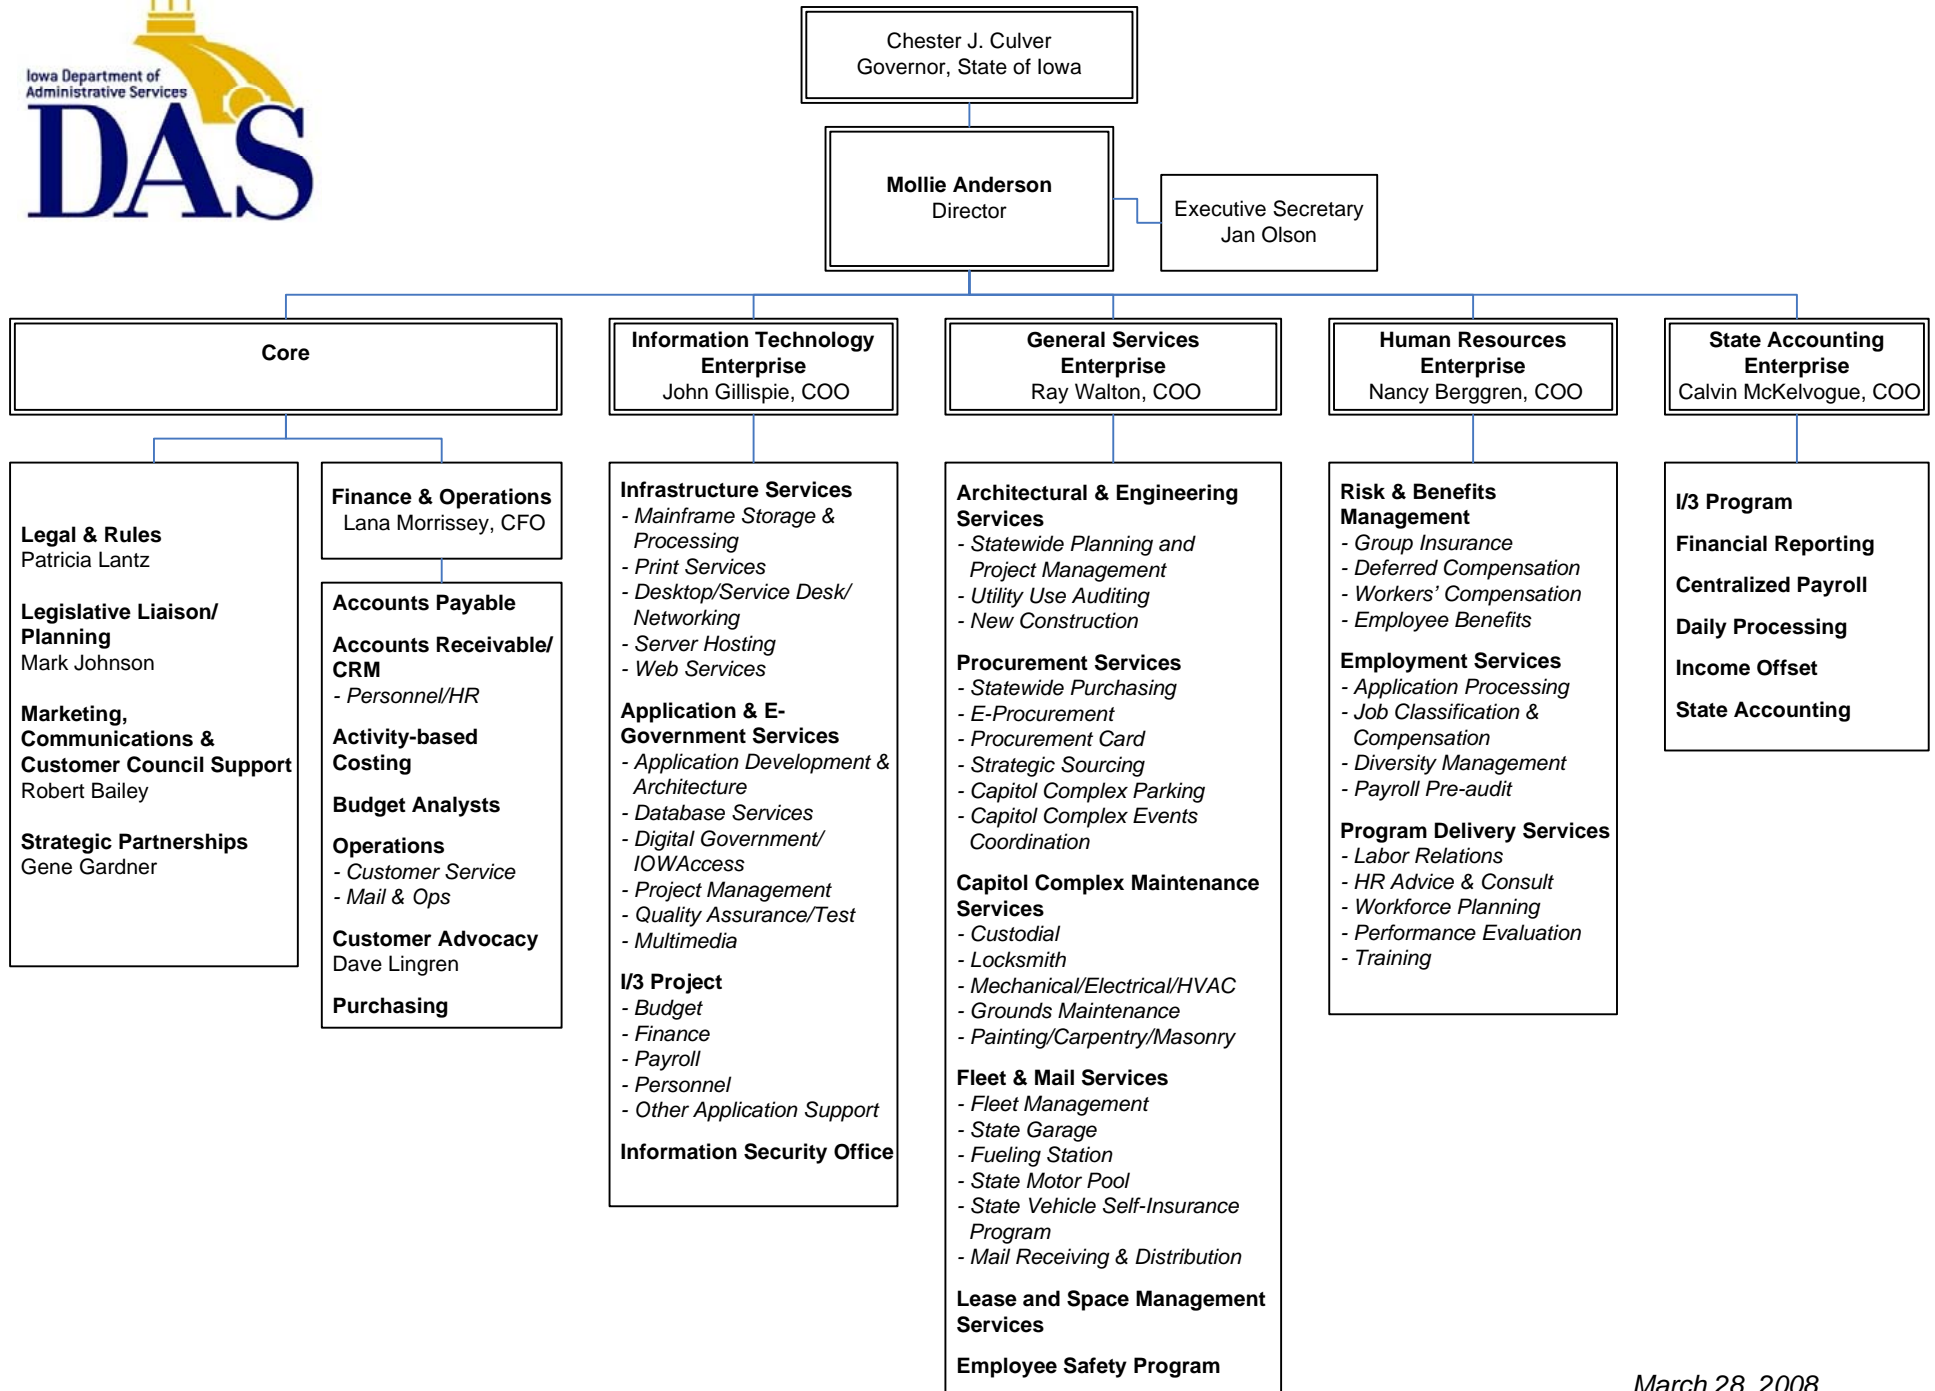 Iowa Department of
Administrative Services
DAS
Chester J. Culver
Governor, State of Iowa
Mollie Anderson
Director
Executive Secretary
Jan Olson
Core
Information Technology
Enterprise
John Gillispie, COO
General Services
Enterprise
Ray Walton, COO
Human Resources
Enterprise
Nancy Berggren, COO
State Accounting
Enterprise
Calvin McKelvogue, COO
Legal & Rules
Patricia Lantz
Legislative Liaison/
Planning
Mark Johnson
Marketing,
Communications &
Customer Council Support
Robert Bailey
Strategic Partnerships
Gene Gardner
Finance & Operations
Lana Morrissey, CFO
Accounts Payable
Accounts Receivable/
CRM
- Personnel/HR
Activity-based
Costing
Budget Analysts
Operations
- Customer Service
- Mail & Ops
Customer Advocacy
Dave Lingren
Purchasing
Infrastructure Services
- Mainframe Storage &
Processing
- Print Services
- Desktop/Service Desk/
Networking
- Server Hosting
- Web Services
Application & E-
Government Services
- Application Development &
Architecture
- Database Services
- Digital Government/
IOWAccess
- Project Management
- Quality Assurance/Test
- Multimedia
I/3 Project
- Budget
- Finance
- Payroll
- Personnel
- Other Application Support
Information Security Office
Architectural & Engineering
Services
- Statewide Planning and
Project Management
- Utility Use Auditing
- New Construction
Procurement Services
- Statewide Purchasing
- E-Procurement
- Procurement Card
- Strategic Sourcing
- Capitol Complex Parking
- Capitol Complex Events
Coordination
Capitol Complex Maintenance
Services
- Custodial
- Locksmith
- Mechanical/Electrical/HVAC
- Grounds Maintenance
- Painting/Carpentry/Masonry
Fleet & Mail Services
- Fleet Management
- State Garage
- Fueling Station
- State Motor Pool
- State Vehicle Self-Insurance
Program
- Mail Receiving & Distribution
Lease and Space Management
Services
Employee Safety Program
Risk & Benefits
Management
- Group Insurance
- Deferred Compensation
- Workers' Compensation
- Employee Benefits
Employment Services
- Application Processing
- Job Classification &
Compensation
- Diversity Management
- Payroll Pre-audit
Program Delivery Services
- Labor Relations
- HR Advice & Consult
- Workforce Planning
- Performance Evaluation
- Training
I/3 Program
Financial Reporting
Centralized Payroll
Daily Processing
Income Offset
State Accounting
March 28, 2008